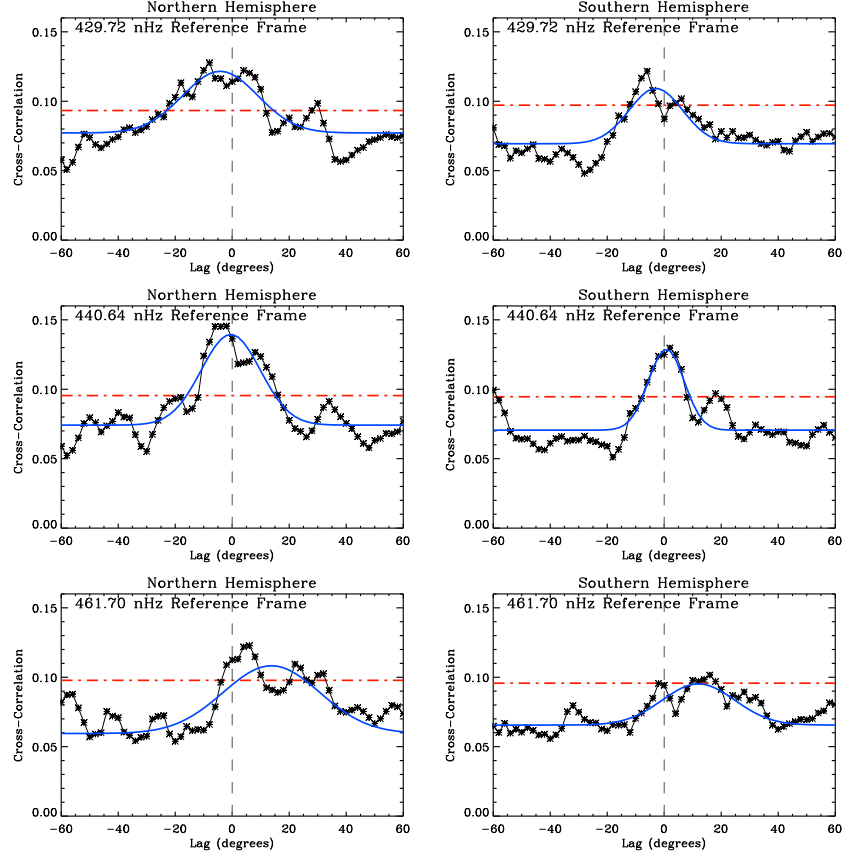 Northern Hemisphere
429.72 nHz Reference Frame
Cross-Correlation
0.15
0.10
0.05
0.00
-60 -40 -20 0 20 40 60
Lag (degrees)
Southern Hemisphere
429.72 nHz Reference Frame
Cross-Correlation
0.15
0.10
0.05
0.00
-60 -40 -20 0 20 40 60
Lag (degrees)
Northern Hemisphere
440.64 nHz Reference Frame
Cross-Correlation
0.15
0.10
0.05
0.00
-60 -40 -20 0 20 40 60
Lag (degrees)
Southern Hemisphere
440.64 nHz Reference Frame
Cross-Correlation
0.15
0.10
0.05
0.00
-60 -40 -20 0 20 40 60
Lag (degrees)
Northern Hemisphere
461.70 nHz Reference Frame
Cross-Correlation
0.15
0.10
0.05
0.00
-60 -40 -20 0 20 40 60
Lag (degrees)
Southern Hemisphere
461.70 nHz Reference Frame
Cross-Correlation
0.15
0.10
0.05
0.00
-60 -40 -20 0 20 40 60
Lag (degrees)